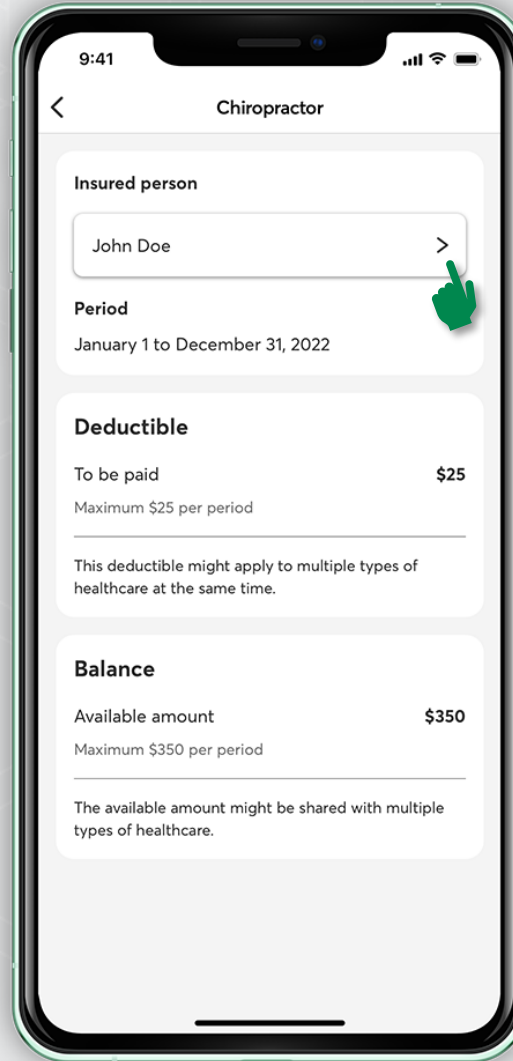 9:41
Chiropractor
Insured person
John Doe
Period
January 1 to December 31, 2022
Deductible
To be paid $25
Maximum $25 per period
This deductible might apply to multiple types of
healthcare at the same time.
Balance
Available amount $350
Maximum $350 per period
The available amount might be shared with multiple
types of healthcare.